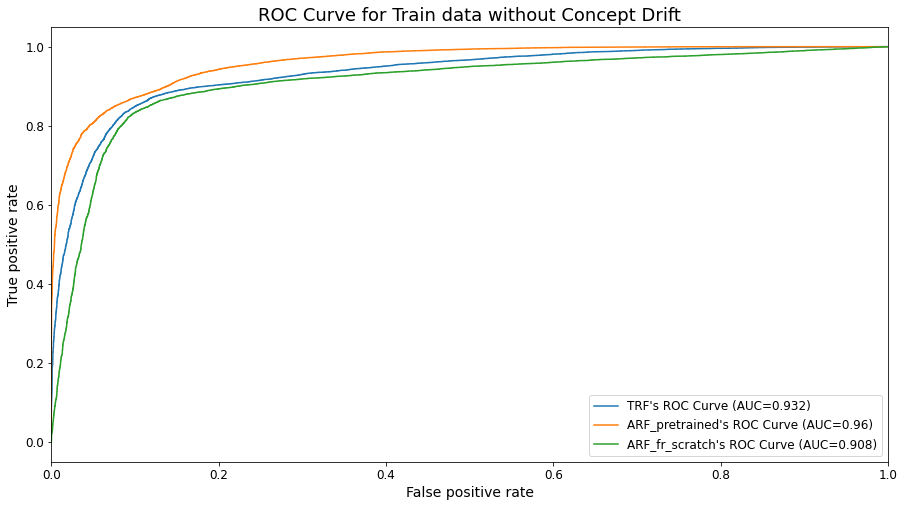 ROC Curve for Train data without Concept Drift
True positive rate
1.0
0.8
0.6
0.4
0.2
0.0
TRF's ROC Curve (AUC=0.932)
ARF_pretrained's ROC Curve (AUC=0.96)
ARF_fr_scratch's ROC Curve (AUC=0.908)
0.0 0.2 0.4 0.6 0.8 1.0
False positive rate